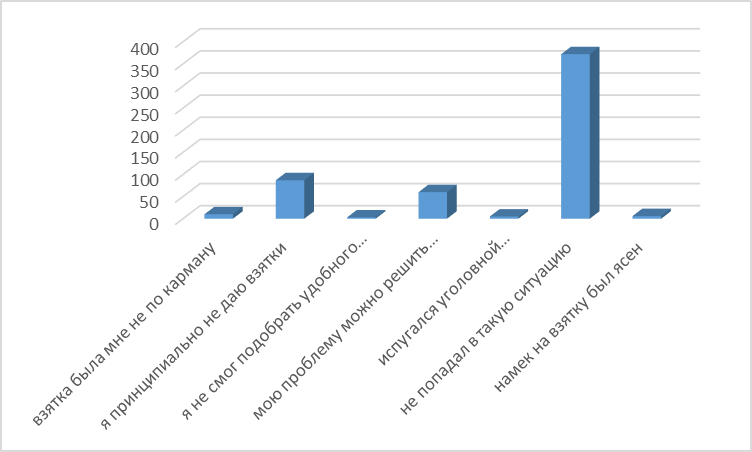 400
350
300
250
200
150
100
50
0
взятка была мне не по карману
я принципиально не даю взятки
я не смог подобрать удобного…
мою проблему можно решить…
испугался уголовной…
не попадал в такую ситуацию
намек на взятку был ясен